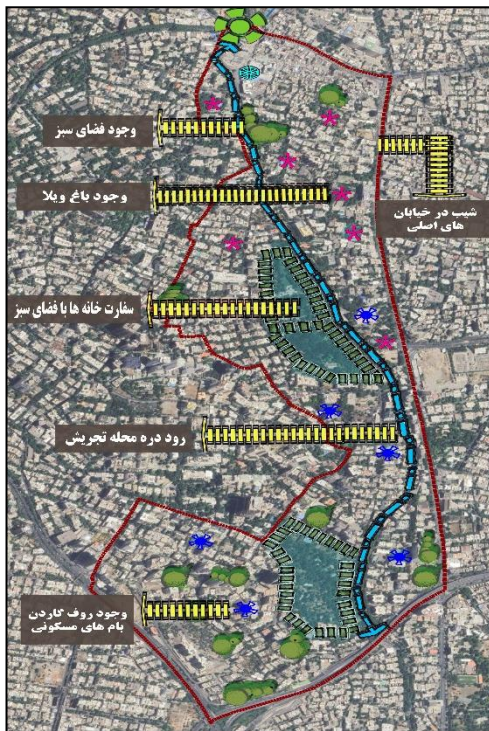 وجود فضای سبز
وجود باغ ویلا
شیب در خیابان
های اصلی
سفارت خانه ها با فضای سبز
رود دره محله تجریش
وجود روف گاردن
بام های مسکونی